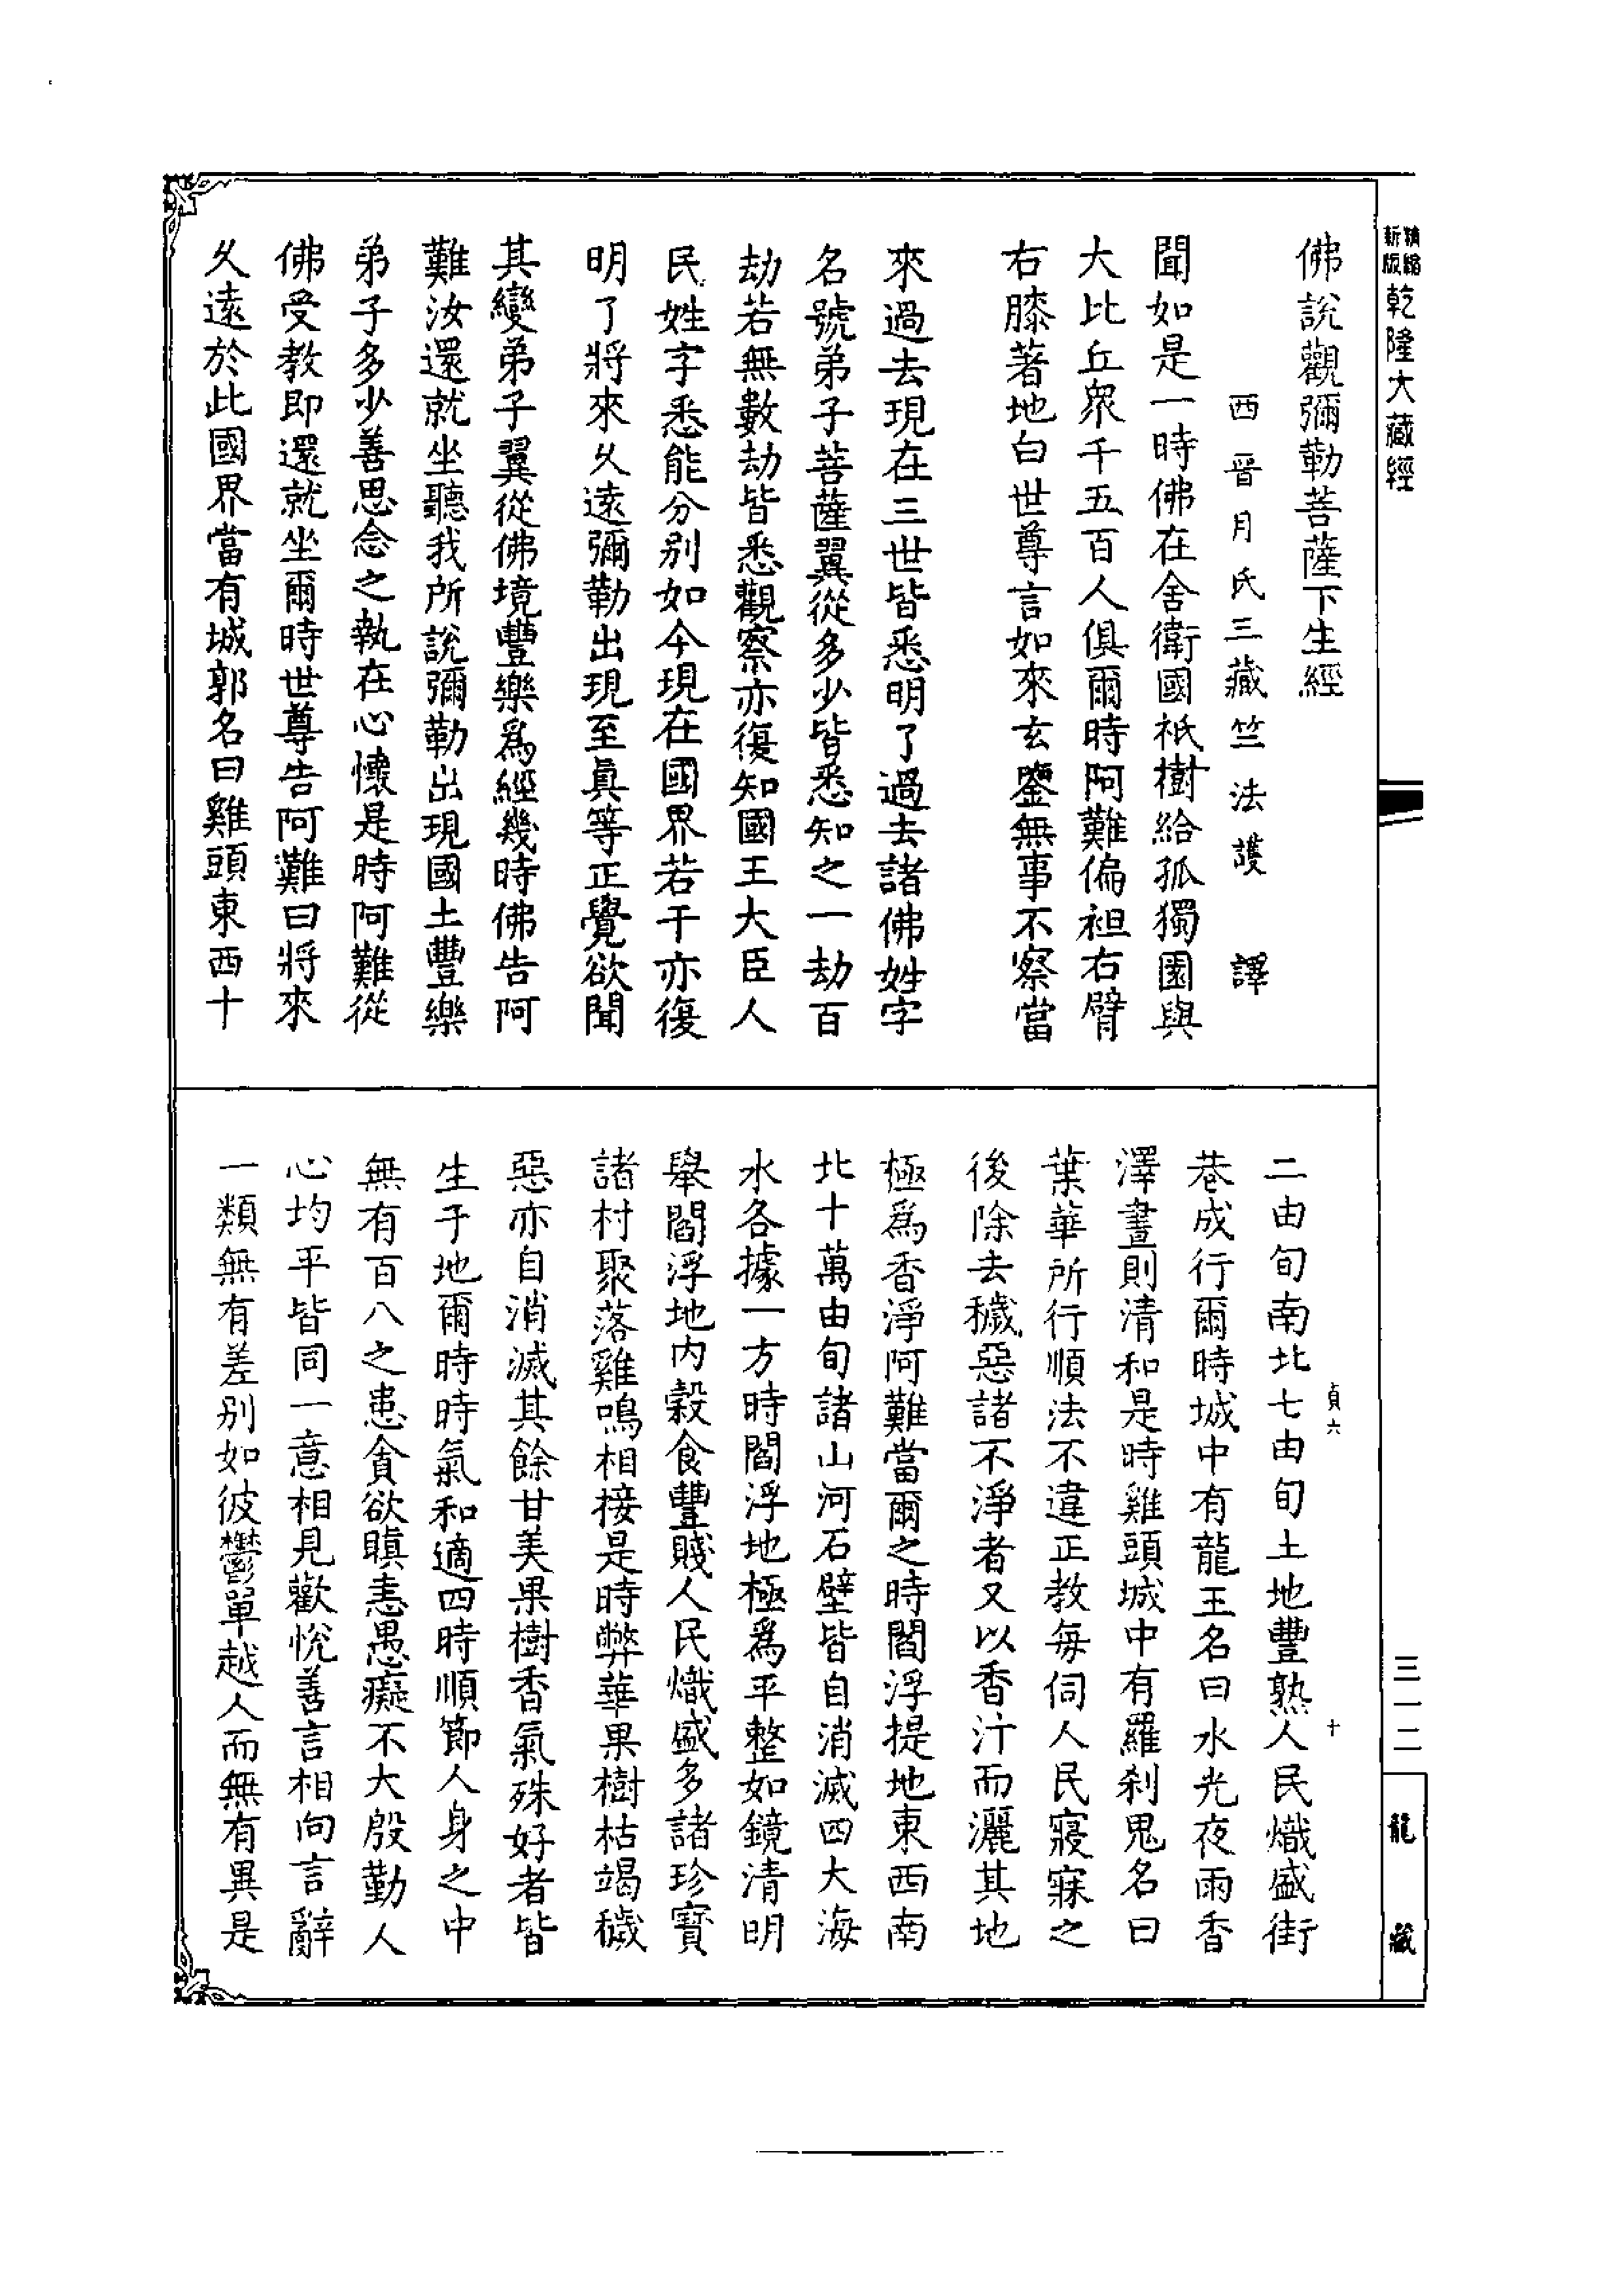 精縮新版乾隆大藏經
佛說觀彌勒菩薩下生經
西晉月氏三藏竺法護譯
聞如是一時佛在舍衛國祇樹給孤獨園與
大比丘衆千五百人俱爾時阿難偏袒右臂
右膝著地白世尊言如來玄鑒無事不察當
來過去現在三世皆悉明了過去諸佛姓字
名號弟子菩薩翼從多少皆悉知之一劫百
劫若無數劫皆悉觀察亦復知國王大臣人
民姓字悉能分別如今現在國界若干亦復
明了將來久遠彌勒出現至真等正覺欲聞
其變弟子翼從佛境豐樂爲經幾時佛告阿
難汝還就坐聽我所說彌勒出現國土豐樂
弟子多少善思念之執在心懷是時阿難從
佛受教即還就坐爾時世尊告阿難曰將來
久遠於此國界當有城郭名曰雞頭東西十
貞六
十
二由旬南北七由旬土地豐熟人民熾盛街
巷成行爾時城中有龍王名曰水光夜雨香
澤晝則清和是時雞頭城中有羅刹鬼名曰
葉華所行順法不違正教每伺人民寢寐之
後除去穢惡諸不淨者又以香汁而灑其地
極爲香淨阿難當爾之時閻浮提地東西南
北十萬由旬諸山河石壁皆自消滅四大海
水各據一方時閻浮地極爲平整如鏡清明
舉閻浮地內穀食豐賤人民熾盛多諸珍寶
諸村聚落雞鳴相接是時弊華果樹枯竭穢
惡亦自消滅其餘甘美果樹香氣殊好者皆
生于地爾時時氣和適四時順節人身之中
無有百八之患貪欲瞋恚愚癡不大殷勤人
心均平皆同一意相見歡悅善言相向言辭
一類無有差別如彼鬱單越人而無有異是
三一二
龍藏